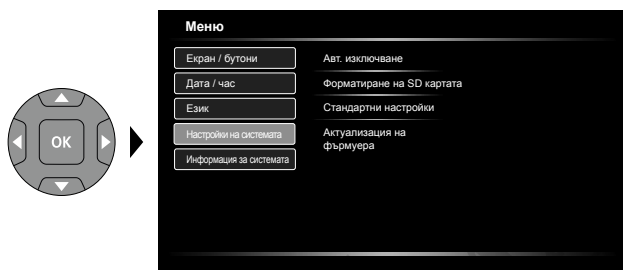 Меню
Екран / бутони
Авт. изключване
Дата / час
Форматиране на SD картата
Език
Стандартни настройки
Настройки на системата
Актуализация на
фърмуера
Информация за системата
OK